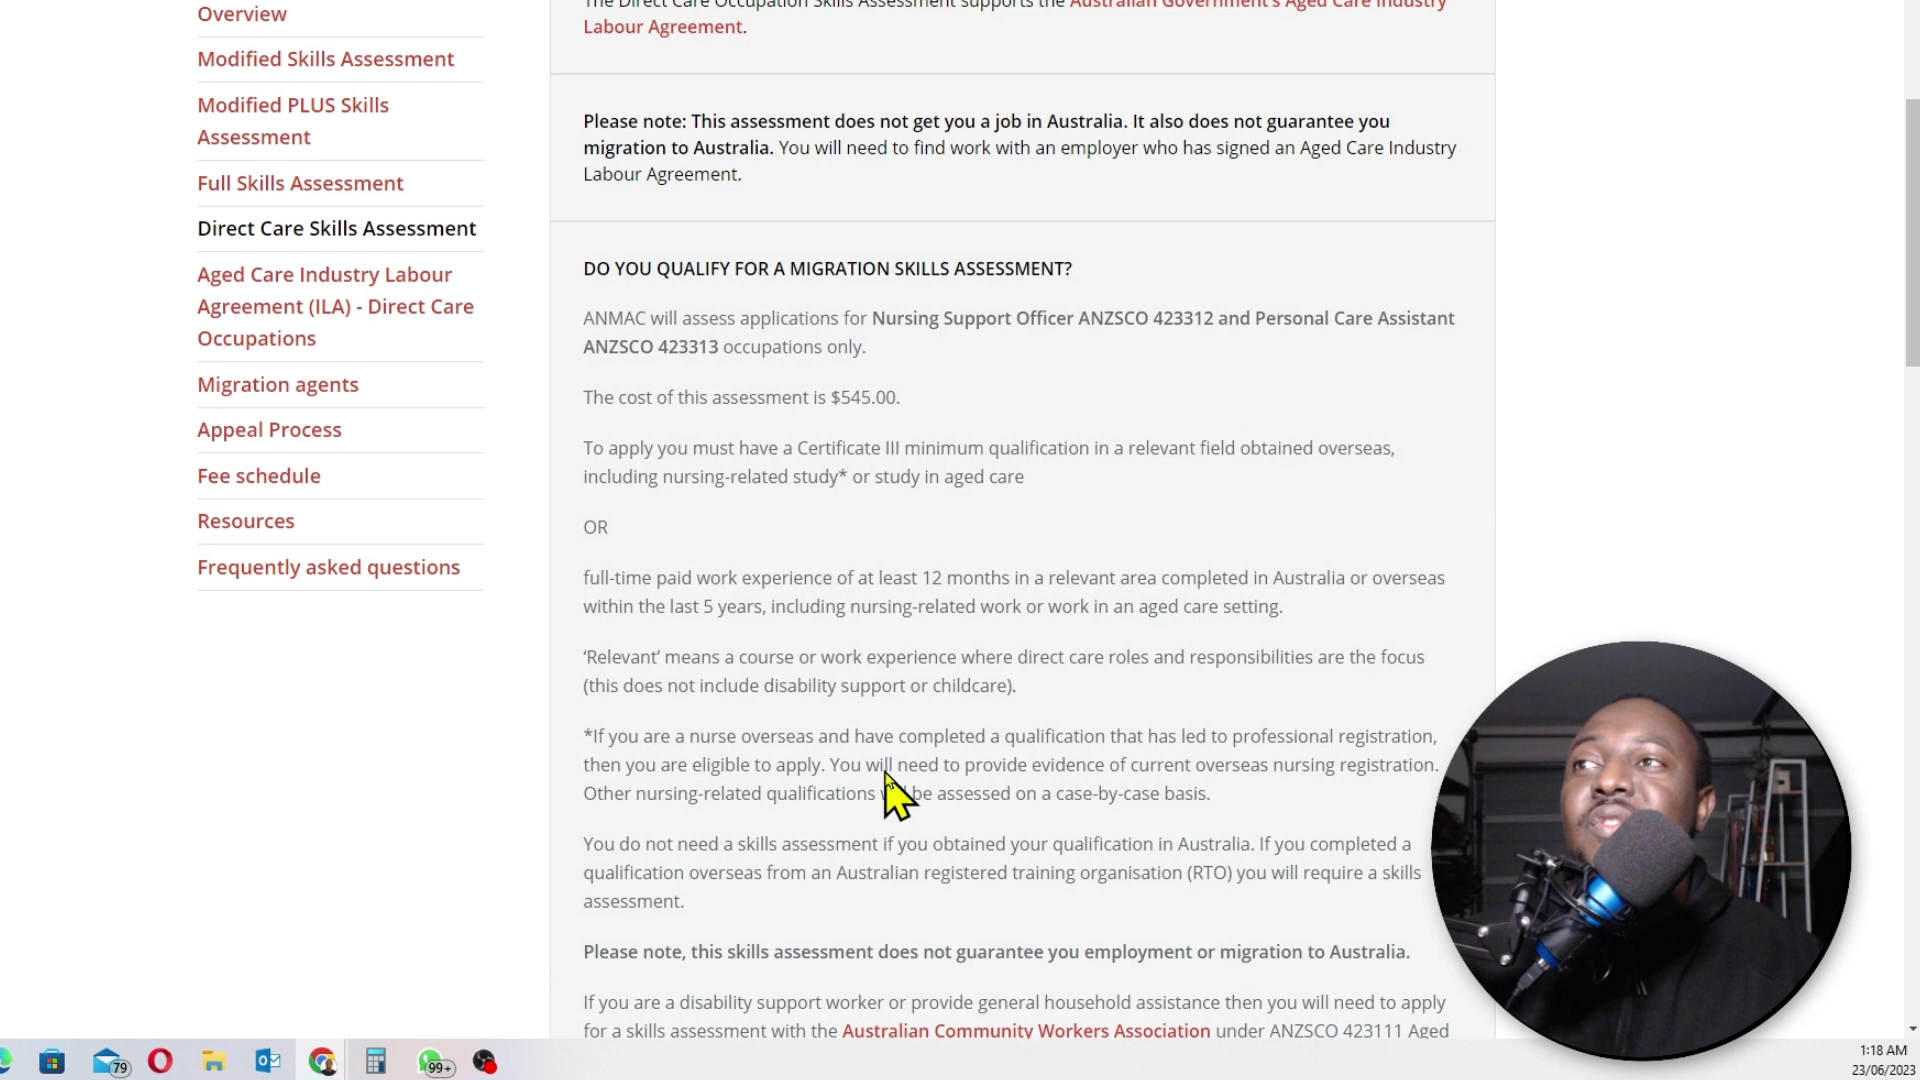 Overview
Modified Skills Assessment
Modified PLUS Skills
Assessment
Full Skills Assessment
Direct Care Skills Assessment
Aged Care Industry Labour
Agreement (ILA) - Direct Care
Occupations
Migration agents
Appeal Process
Fee schedule
Resources
Frequently asked questions
The Direct Care Occupation Skills Assessment supports the Australian Government's Aged Care Industry
Labour Agreement.
Please note: This assessment does not get you a job in Australia. It also does not guarantee you
migration to Australia. You will need to find work with an employer who has signed an Aged Care Industry
Labour Agreement.
DO YOU QUALIFY FOR A MIGRATION SKILLS ASSESSMENT?
ANMAC will assess applications for Nursing Support Officer ANZSCO 423312 and Personal Care Assistant
ANZSCO 423313 occupations only.
The cost of this assessment is $545.00.
To apply you must have a Certificate III minimum qualification in a relevant field obtained overseas,
including nursing-related study* or study in aged care
OR
full-time paid work experience of at least 12 months in a relevant area completed in Australia or overseas
within the last 5 years, including nursing-related work or work in an aged care setting.
‘Relevant’ means a course or work experience where direct care roles and responsibilities are the focus
(this does not include disability support or childcare).
*If you are a nurse overseas and have completed a qualification that has led to professional registration,
then you are eligible to apply. You will need to provide evidence of current overseas nursing registration.
Other nursing-related qualifications be assessed on a case-by-case basis.
You do not need a skills assessment if you obtained your qualification in Australia. If you completed a
qualification overseas from an Australian registered training organisation (RTO) you will require a skills
assessment.
Please note, this skills assessment does not guarantee you employment or migration to Australia.
If you are a disability support worker or provide general household assistance then you will need to apply
for a skills assessment with the Australian Community Workers Association under ANZSCO 423111 Aged
79
99+
1:18 AM
23/06/2023